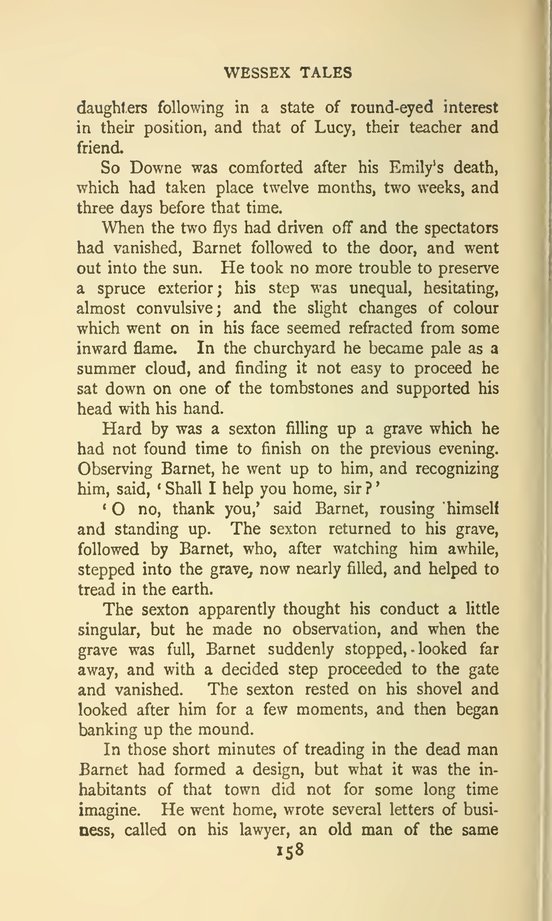 WESSEX TALES
daughters following in a state of round-eyed interest
in their position, and that of Lucy, their teacher and
friend.
So Downe was comforted after his Emily's death,
which had taken place twelve months, two weeks, and
three days before that time.
When the two flys had driven off and the spectators
had vanished, Barnet followed to the door, and went
out into the sun. He took no more trouble to preserve
a spruce exterior; his step was unequal, hesitating,
almost convulsive; and the slight changes of colour
which went on in his face seemed refracted from some
inward flame. In the churchyard he became pale as a
summer cloud, and finding it not easy to proceed he
sat down on one of the tombstones and supported his
head with his hand.
Hard by was a sexton filling up a grave which he
had not found time to finish on the previous evening.
Observing Barnet, he went up to him, and recognizing
him, said, ‘Shall I help you home, sir?’
‘O no, thank you,’ said Barnet, rousing himself
and standing up. The sexton returned to his grave,
followed by Barnet, who, after watching him awhile,
stepped into the grave, now nearly filled, and helped to
tread in the earth.
The sexton apparently thought his conduct a little
singular, but he made no observation, and when the
grave was full, Barnet suddenly stopped, looked far
away, and with a decided step proceeded to the gate
and vanished. The sexton rested on his shovel and
looked after him for a few moments, and then began
banking up the mound.
In those short minutes of treading in the dead man
Barnet had formed a design, but what it was the in-
habitants of that town did not for some long time
imagine. He went home, wrote several letters of busi-
ness, called on his lawyer, an old man of the same
158